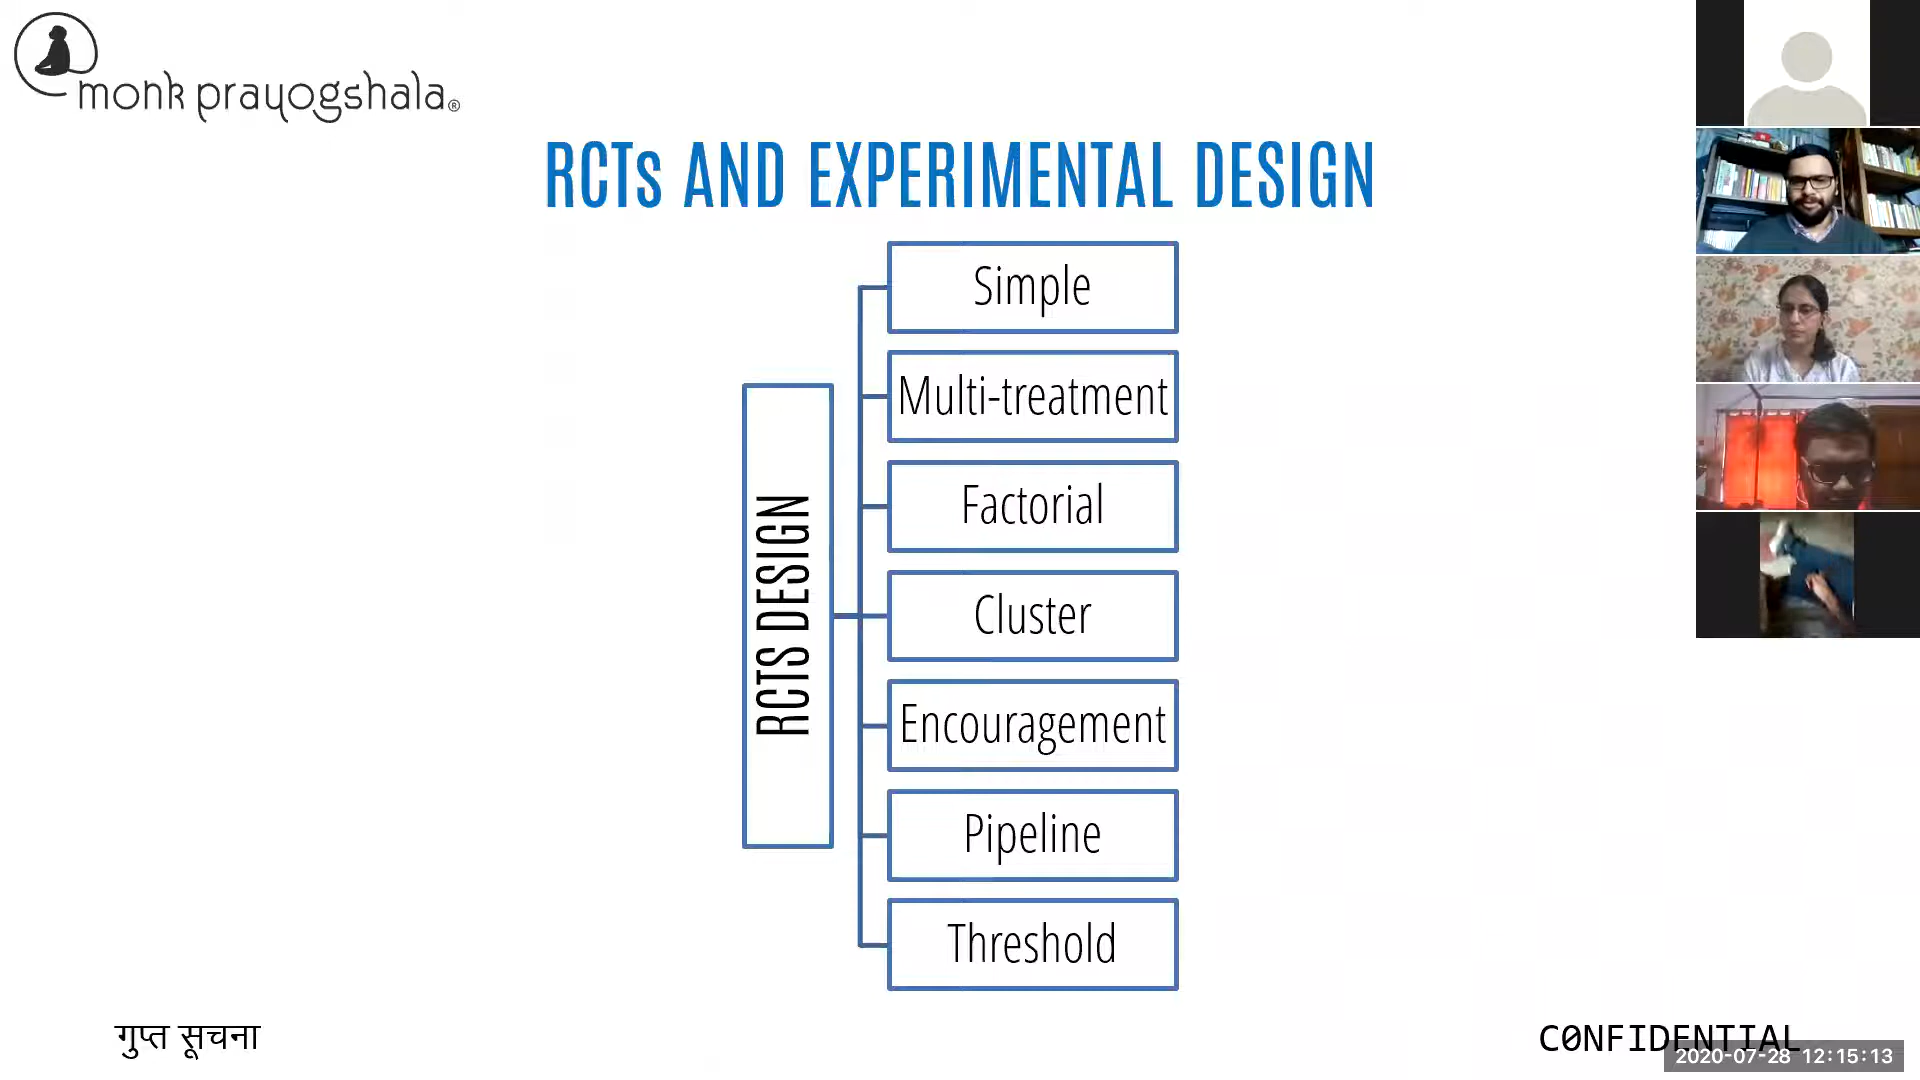 monk prayogshala®
RCTs AND EXPERIMENTAL DESIGN
RCTS DESIGN
Simple
Multi-treatment
Factorial
Cluster
Encouragement
Pipeline
Threshold
गुप्त सूचना
C0NFIDENTIAL
2020-07-28 12:15:13